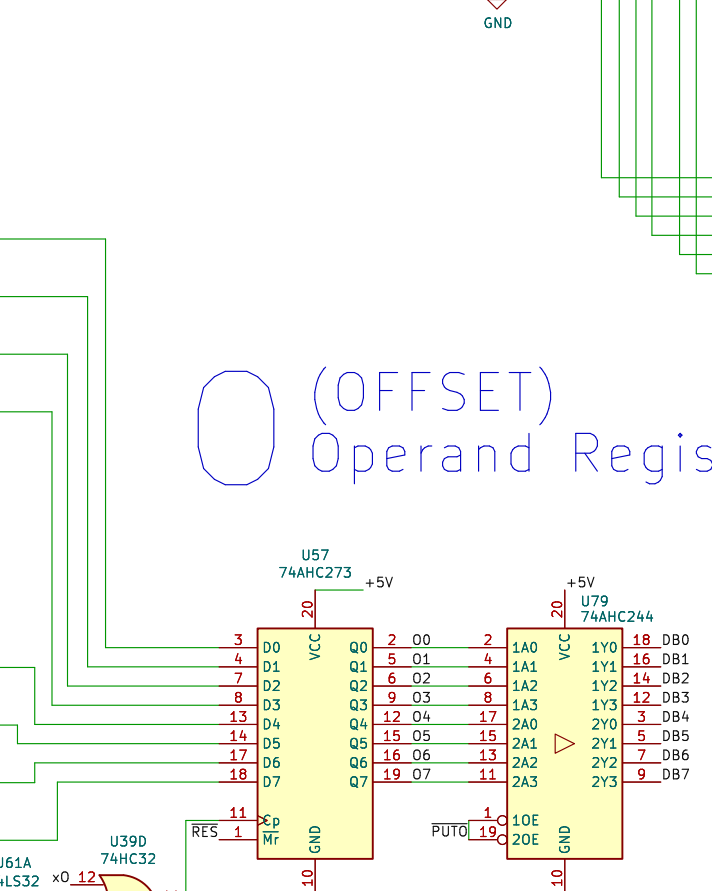 GND
(OFFSET)
O
Operand Regis
U57
74AHC273
+5V
+5V
U79
74AHC244
20
20
VCC
VCC
3 D0 Q0 2 O0 2 1A0 1Y0 18 DB0
4 D1 Q1 5 O1 4 1A1 1Y1 16 DB1
7 D2 Q2 6 O2 6 1A2 1Y2 14 DB2
8 D3 Q3 9 O3 8 1A3 1Y3 12 DB3
13 D4 Q4 12 O4 17 2A0 2Y0 3 DB4
14 D5 Q5 15 O5 15 2A1 2Y1 5 DB5
17 D6 Q6 16 O6 13 2A2 2Y2 7 DB6
18 D7 Q7 19 O7 11 2A3 2Y3 9 DB7
11 Cp 1 1OE
RES 1 Mr PUTO 19 2OE
GND
GND
10
10
U39D
74HC32
U61A
4LS32
xO 12